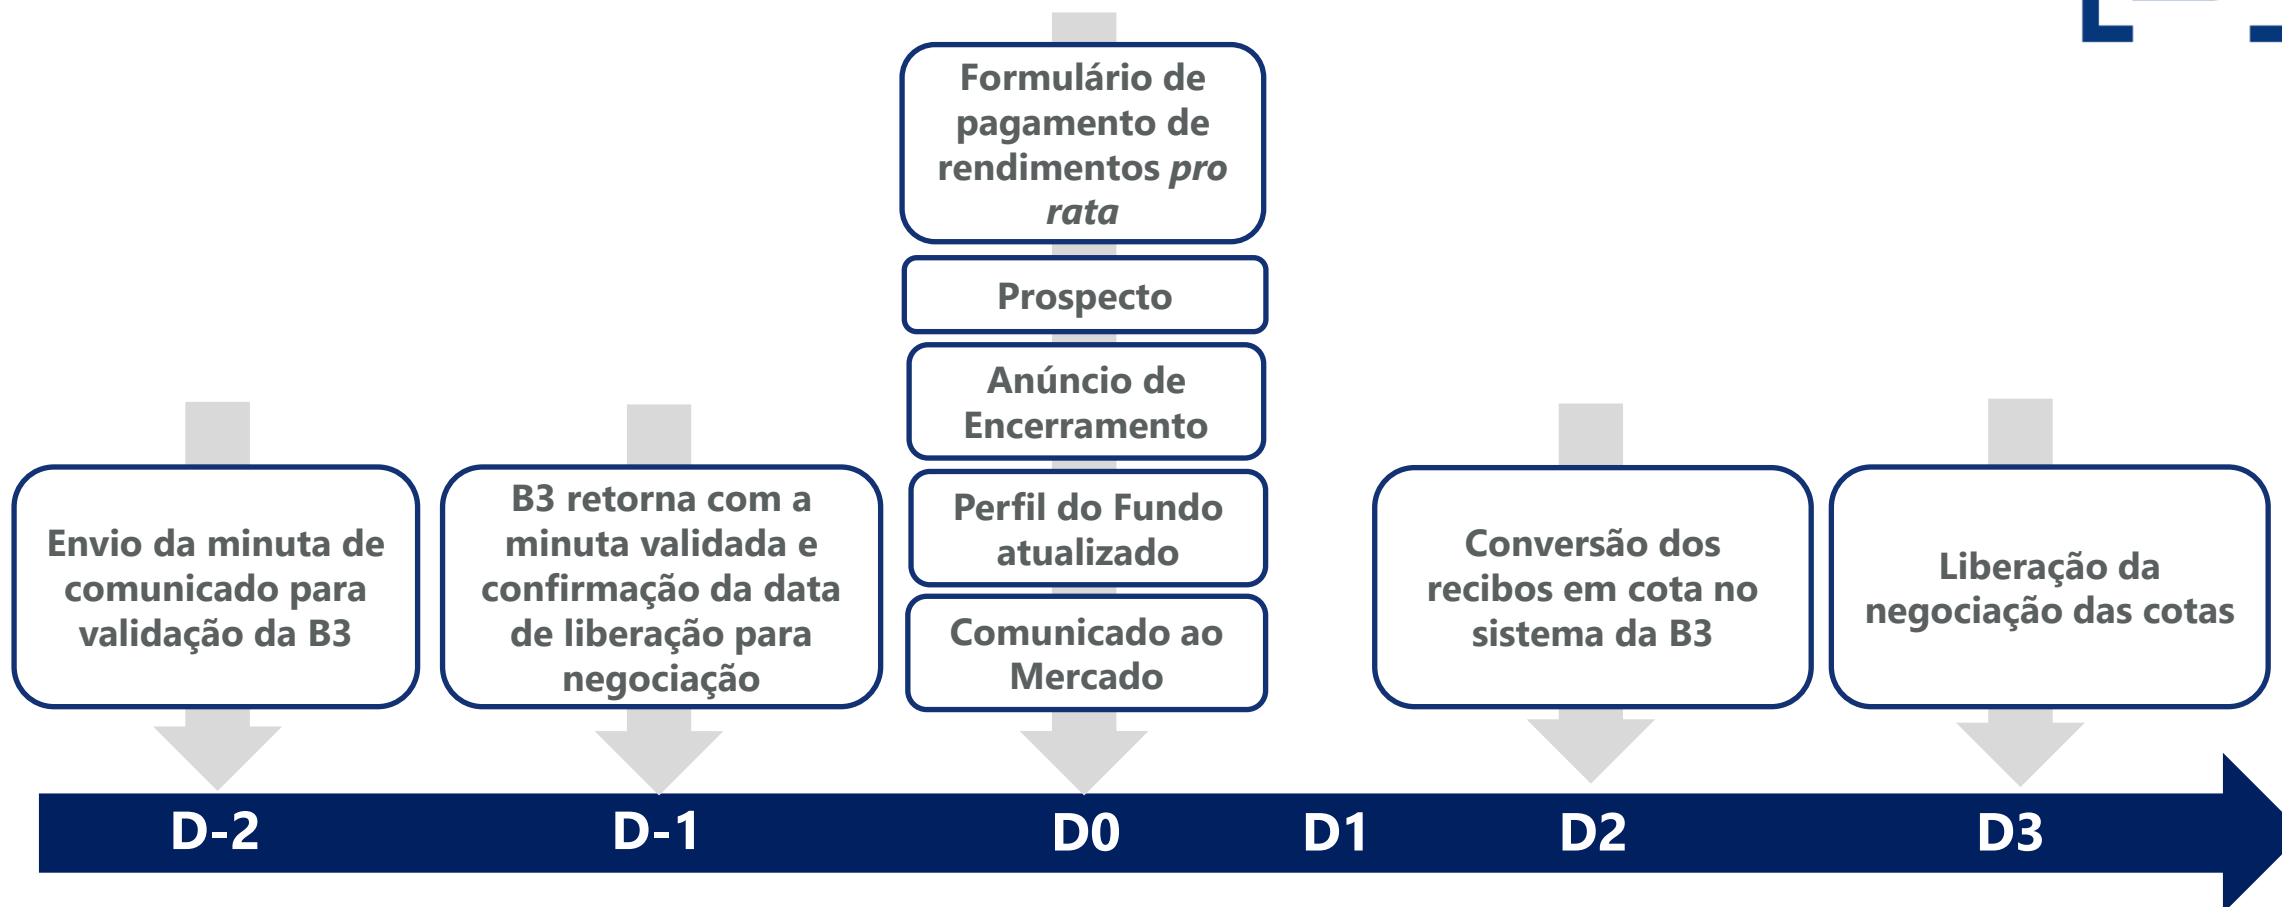 Formulário de
pagamento de
rendimentos pro
rata
Prospecto
Anúncio de
Encerramento
Perfil do Fundo
atualizado
Comunicado ao
Mercado
Envio da minuta de
comunicado para
validação da B3
B3 retorna com a
minuta validada e
confirmação da data
de liberação para
negociação
Conversão dos
recibos em cota no
sistema da B3
Liberação da
negociação das cotas
D-2
D-1
D0
D1
D2
D3